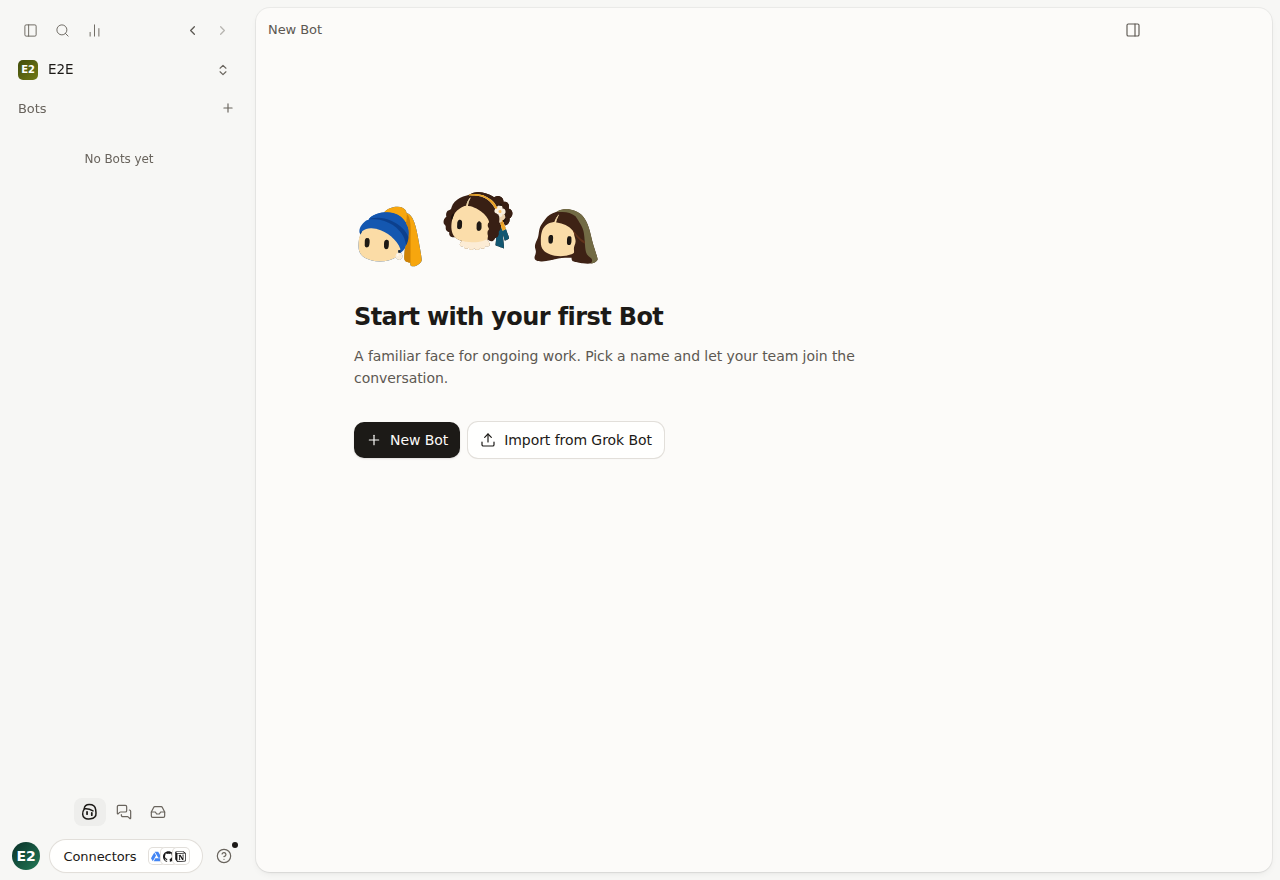 New Bot
E2 E2E
Bots
No Bots yet
Start with your first Bot
A familiar face for ongoing work. Pick a name and let your team join the
conversation.
New Bot
Import from Grok Bot
E2
Connectors